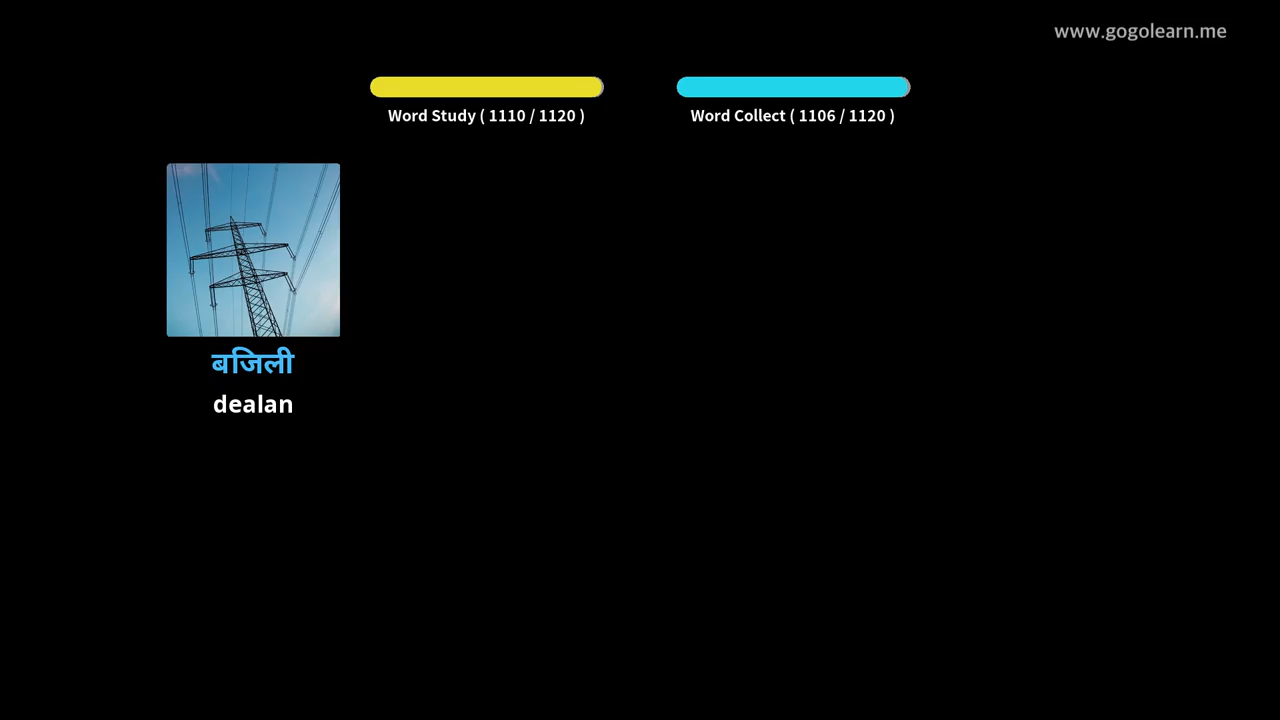 www.gogolearn.me
Word Study ( 1110 / 1120 )
Word Collect ( 1106 / 1120 )
बजिली
dealan